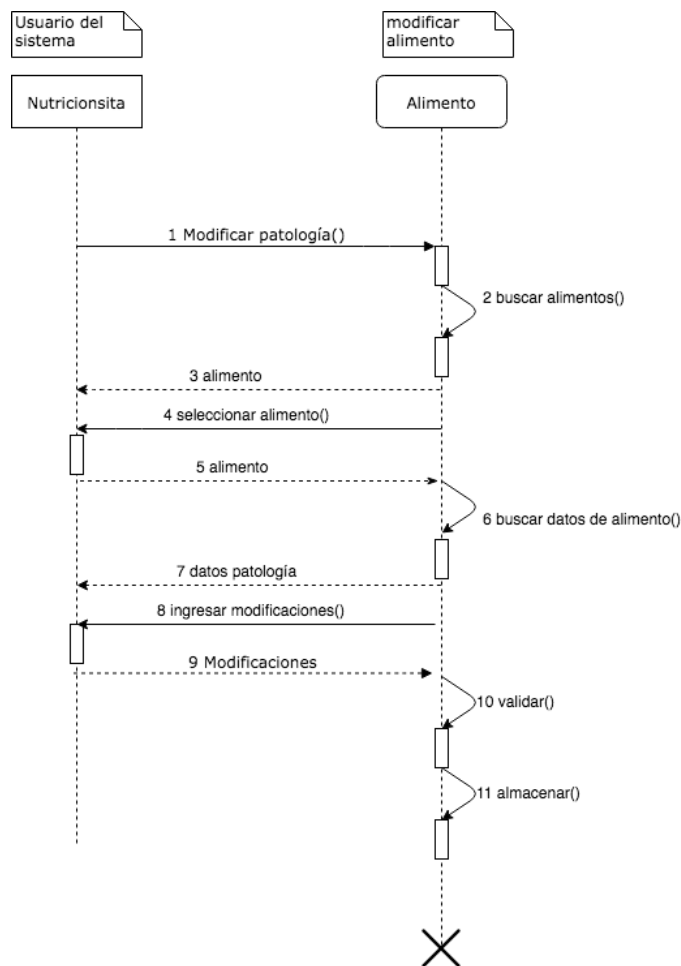 Usuario del
sistema
modificar
alimento
Nutricionsita
Alimento
1 Modificar patología()
2 buscar alimentos()
3 alimento
4 seleccionar alimento()
5 alimento
6 buscar datos de alimento()
7 datos patología
8 ingresar modificaciones()
9 Modificaciones
10 validar()
11 almacenar()